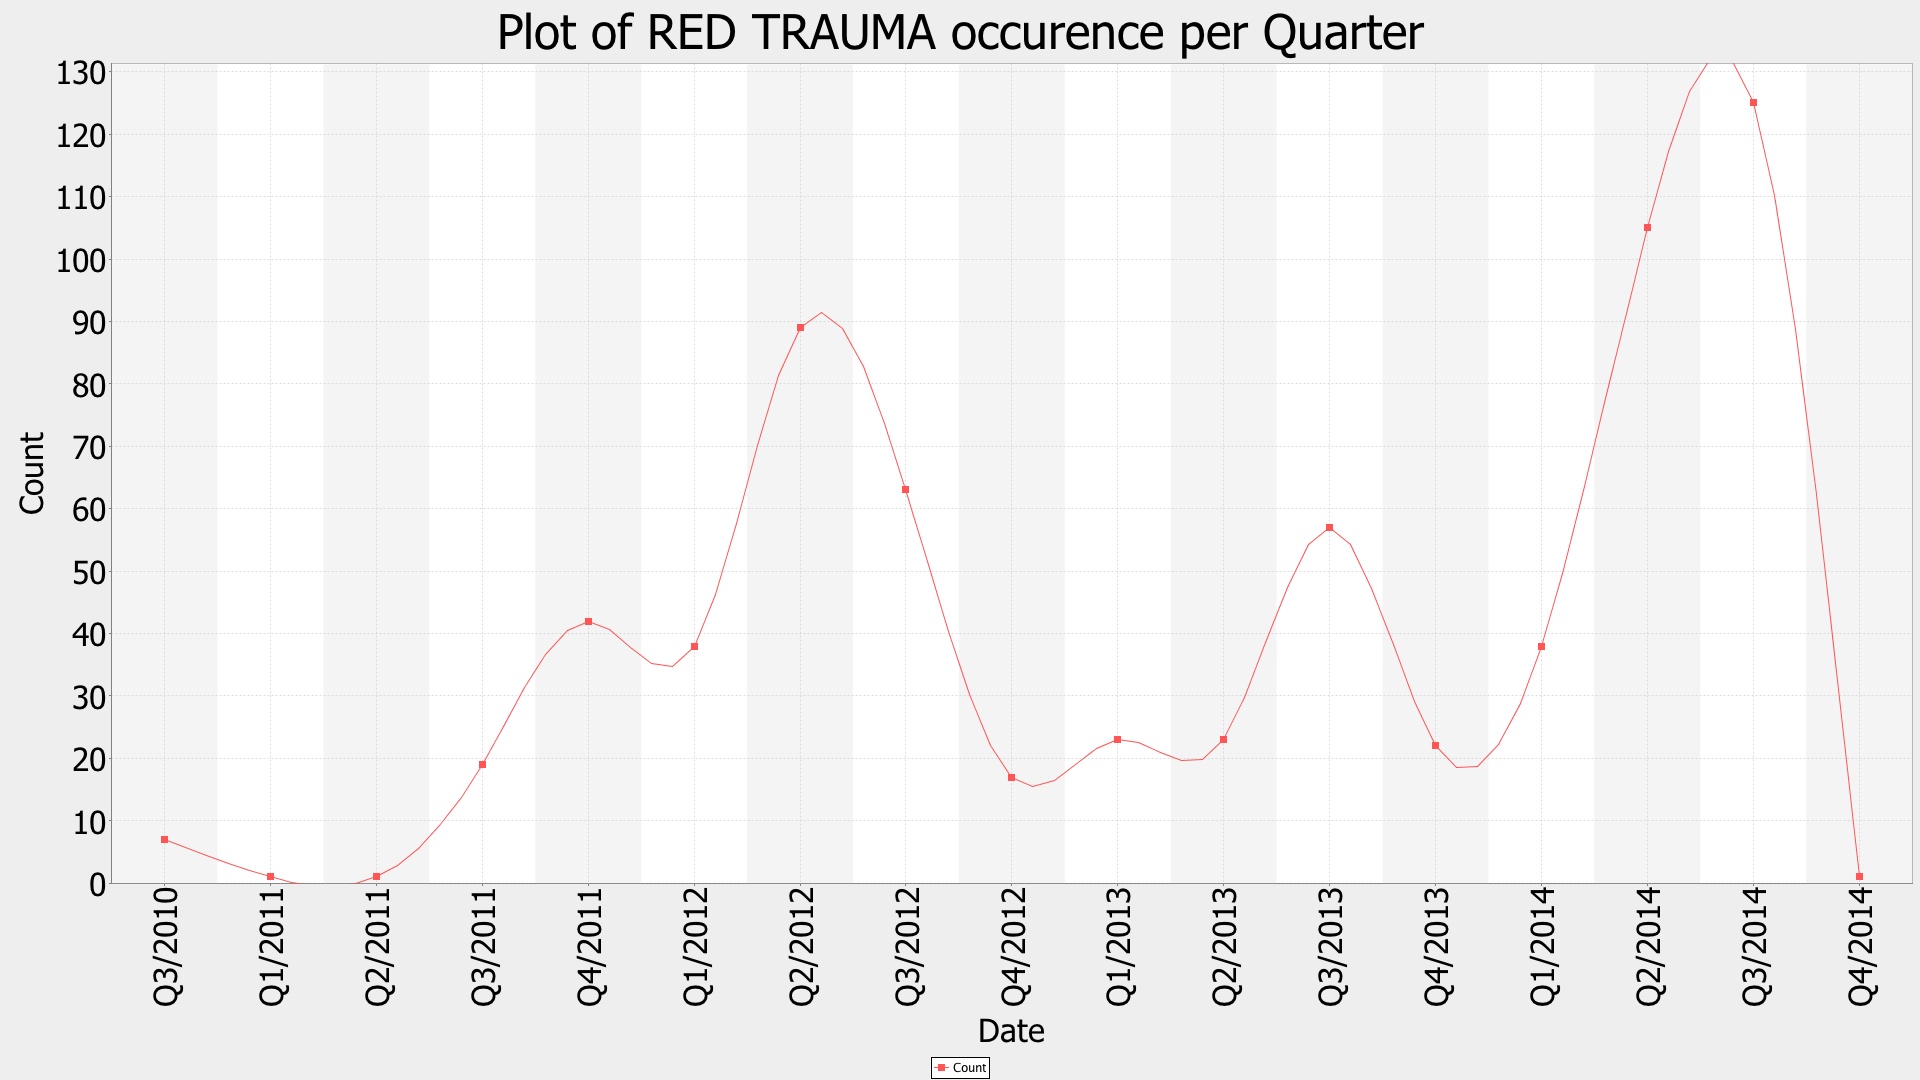 Plot of RED TRAUMA occurence per Quarter
130
120
110
100
90
80
70
60
50
40
30
20
10
0
Count
Q3/2010
Q1/2011
Q2/2011
Q3/2011
Q4/2011
Q1/2012
Q2/2012
Q3/2012
Q4/2012
Q1/2013
Q2/2013
Q3/2013
Q4/2013
Q1/2014
Q2/2014
Q3/2014
Q4/2014
Date
Count